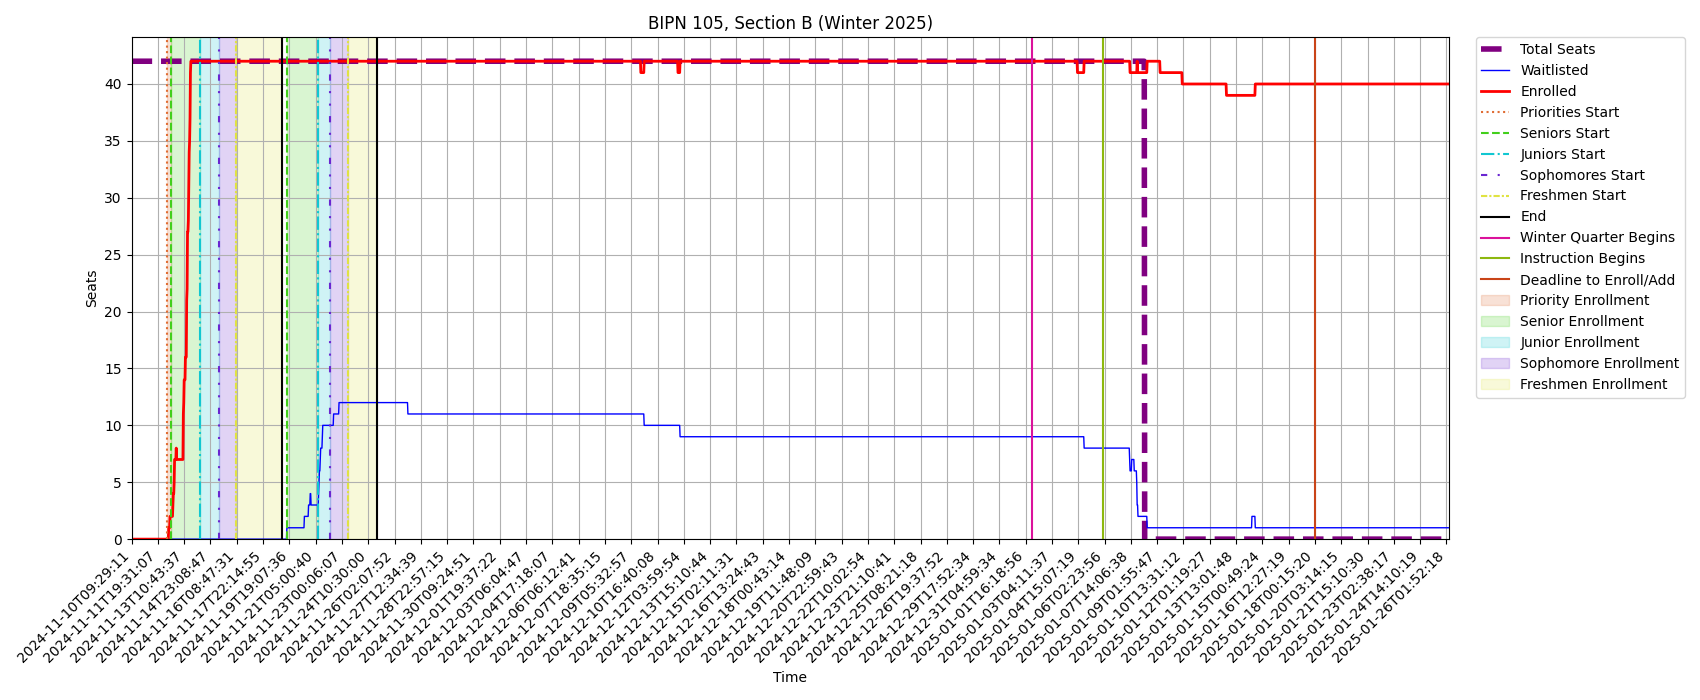 BIPN 105, Section B (Winter 2025)
Seats
40
35
30
25
20
15
10
5
0
2024-11-10T09:29:11
2024-11-11T19:31:07
2024-11-13T10:43:37
2024-11-14T23:08:47
2024-11-16T08:47:31
2024-11-17T22:14:55
2024-11-19T19:07:36
2024-11-21T05:00:40
2024-11-23T00:06:07
2024-11-24T10:30:00
2024-11-26T02:07:52
2024-11-27T12:34:39
2024-11-28T22:57:15
2024-11-30T09:24:51
2024-12-01T19:37:22
2024-12-03T06:04:47
2024-12-04T17:18:07
2024-12-06T06:12:41
2024-12-07T18:35:15
2024-12-09T05:32:57
2024-12-10T16:40:08
2024-12-12T03:59:54
2024-12-13T15:10:44
2024-12-15T02:11:31
2024-12-16T13:24:43
2024-12-18T00:43:14
2024-12-19T11:48:09
2024-12-20T22:59:43
2024-12-22T10:02:54
2024-12-23T21:10:41
2024-12-25T08:21:18
2024-12-26T19:37:52
2024-12-29T17:52:34
2024-12-31T04:59:34
2025-01-01T16:18:56
2025-01-03T04:11:37
2025-01-04T15:07:19
2025-01-06T02:23:56
2025-01-07T14:06:38
2025-01-09T01:55:47
2025-01-10T13:31:12
2025-01-12T01:19:27
2025-01-13T13:01:48
2025-01-15T00:49:24
2025-01-16T12:27:19
2025-01-18T00:15:20
2025-01-20T03:14:15
2025-01-21T15:10:30
2025-01-23T02:38:17
2025-01-24T14:10:19
2025-01-26T01:52:18
Time
Total Seats
Waitlisted
Enrolled
Priorities Start
Seniors Start
Juniors Start
Sophomores Start
Freshmen Start
End
Winter Quarter Begins
Instruction Begins
Deadline to Enroll/Add
Priority Enrollment
Senior Enrollment
Junior Enrollment
Sophomore Enrollment
Freshmen Enrollment